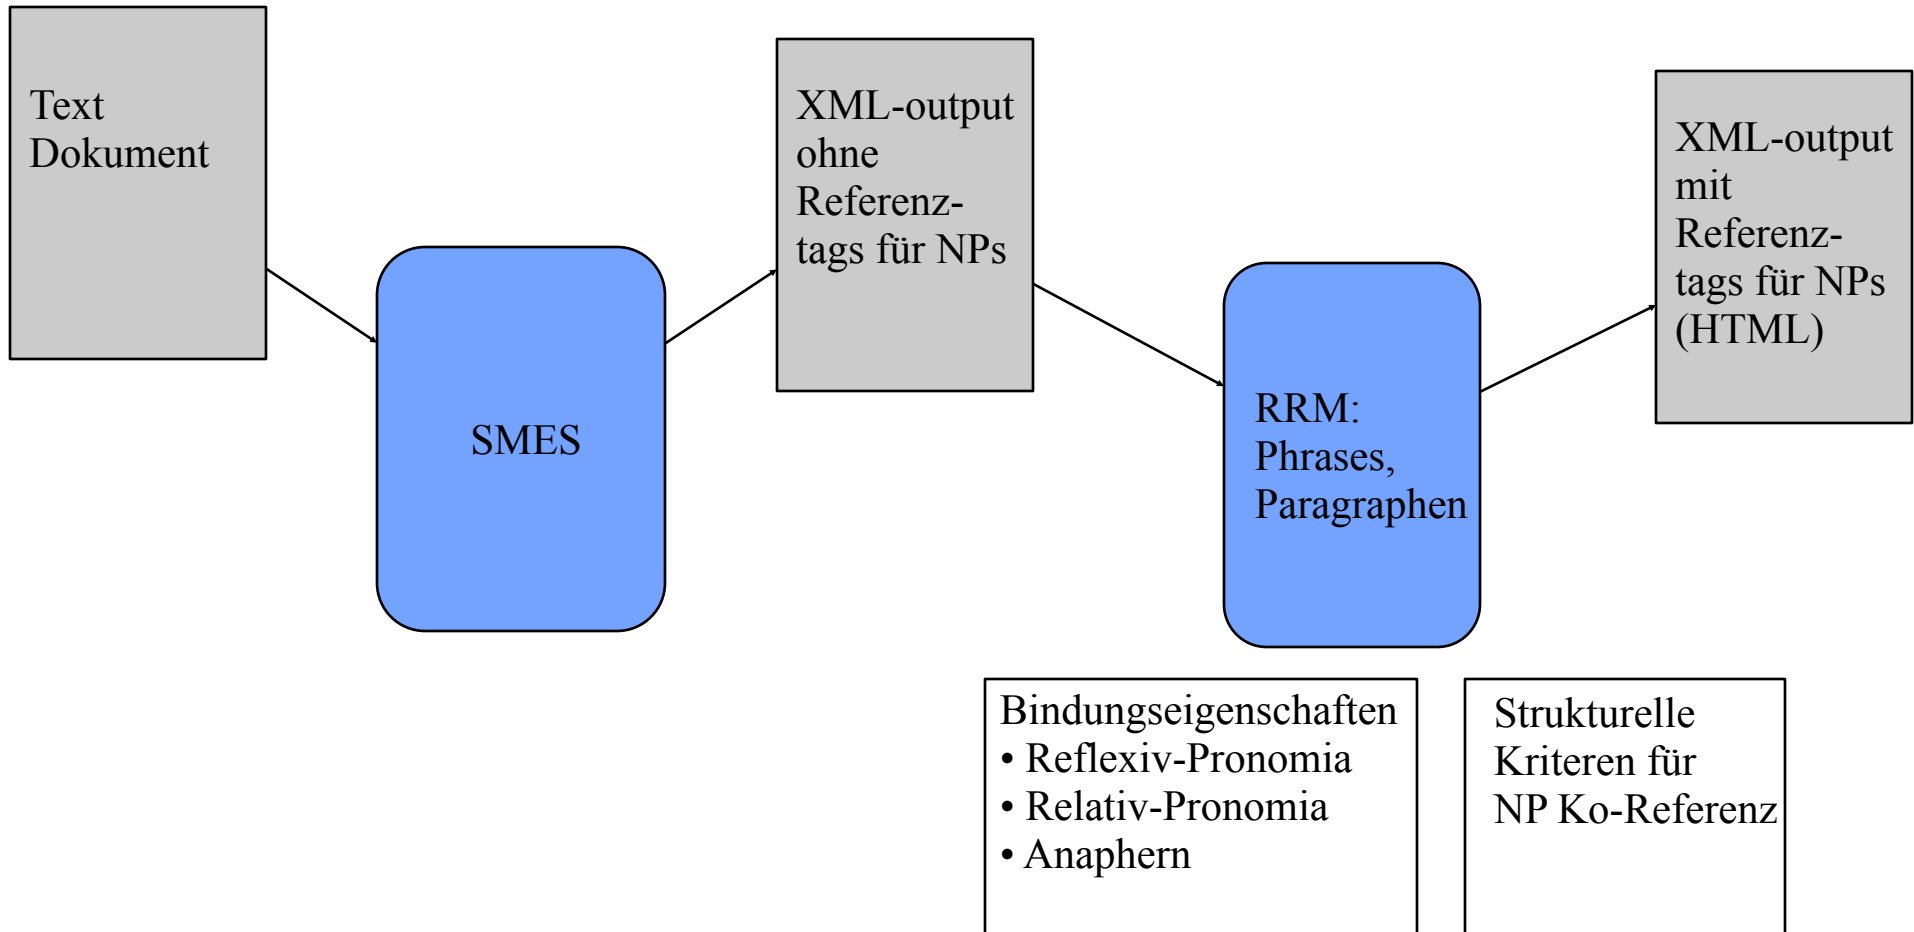 Text
Dokument
SMES
XML-output
ohne
Referenz-
tags für NPs
RRM:
Phrases,
Paragraphen
XML-output
mit
Referenz-
tags für NPs
(HTML)
Bindungseigenschaften
• Reflexiv-Pronomia
• Relativ-Pronomia
• Anaphern
Strukturelle
Kriteren für
NP Ko-Referenz